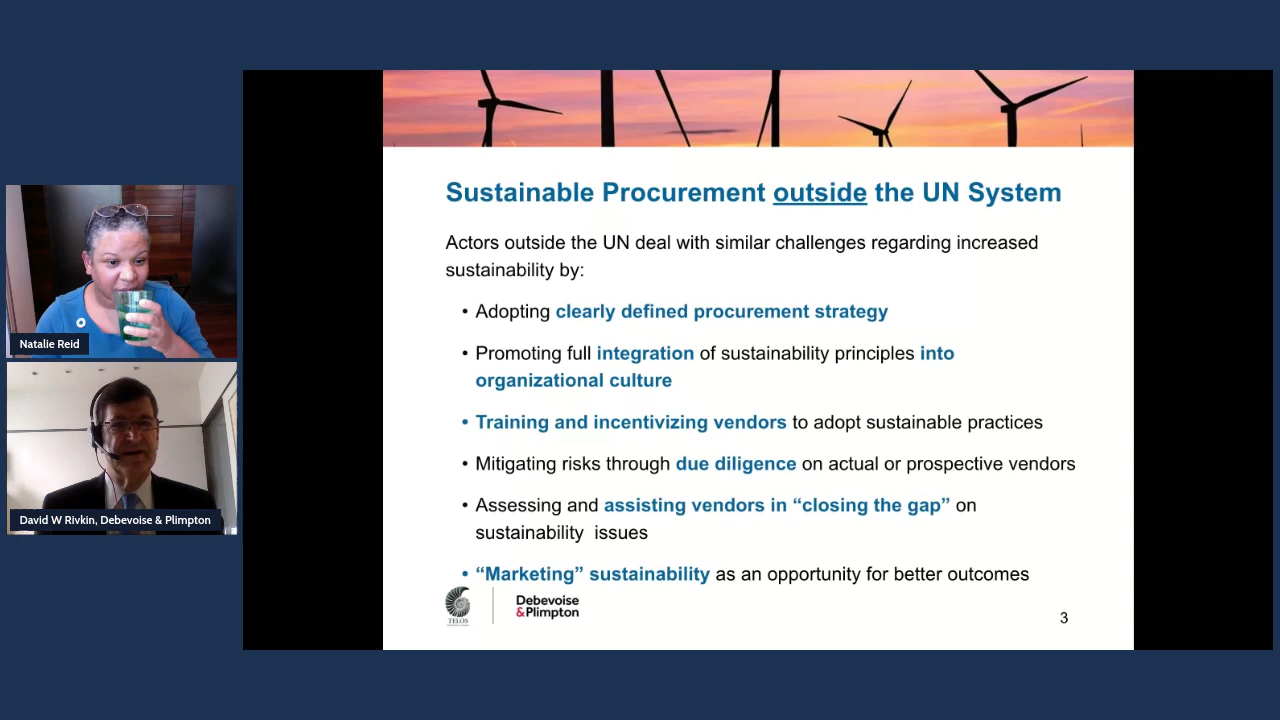 Sustainable Procurement outside the UN System
Actors outside the UN deal with similar challenges regarding increased
sustainability by:
• Adopting clearly defined procurement strategy
• Promoting full integration of sustainability principles into
organizational culture
• Training and incentivizing vendors to adopt sustainable practices
• Mitigating risks through due diligence on actual or prospective vendors
• Assessing and assisting vendors in “closing the gap” on
sustainability issues
• “Marketing” sustainability as an opportunity for better outcomes
TELOS
Debevoise
&Plimpton
3
Natalie Reid
David W Rivkin, Debevoise & Plimpton